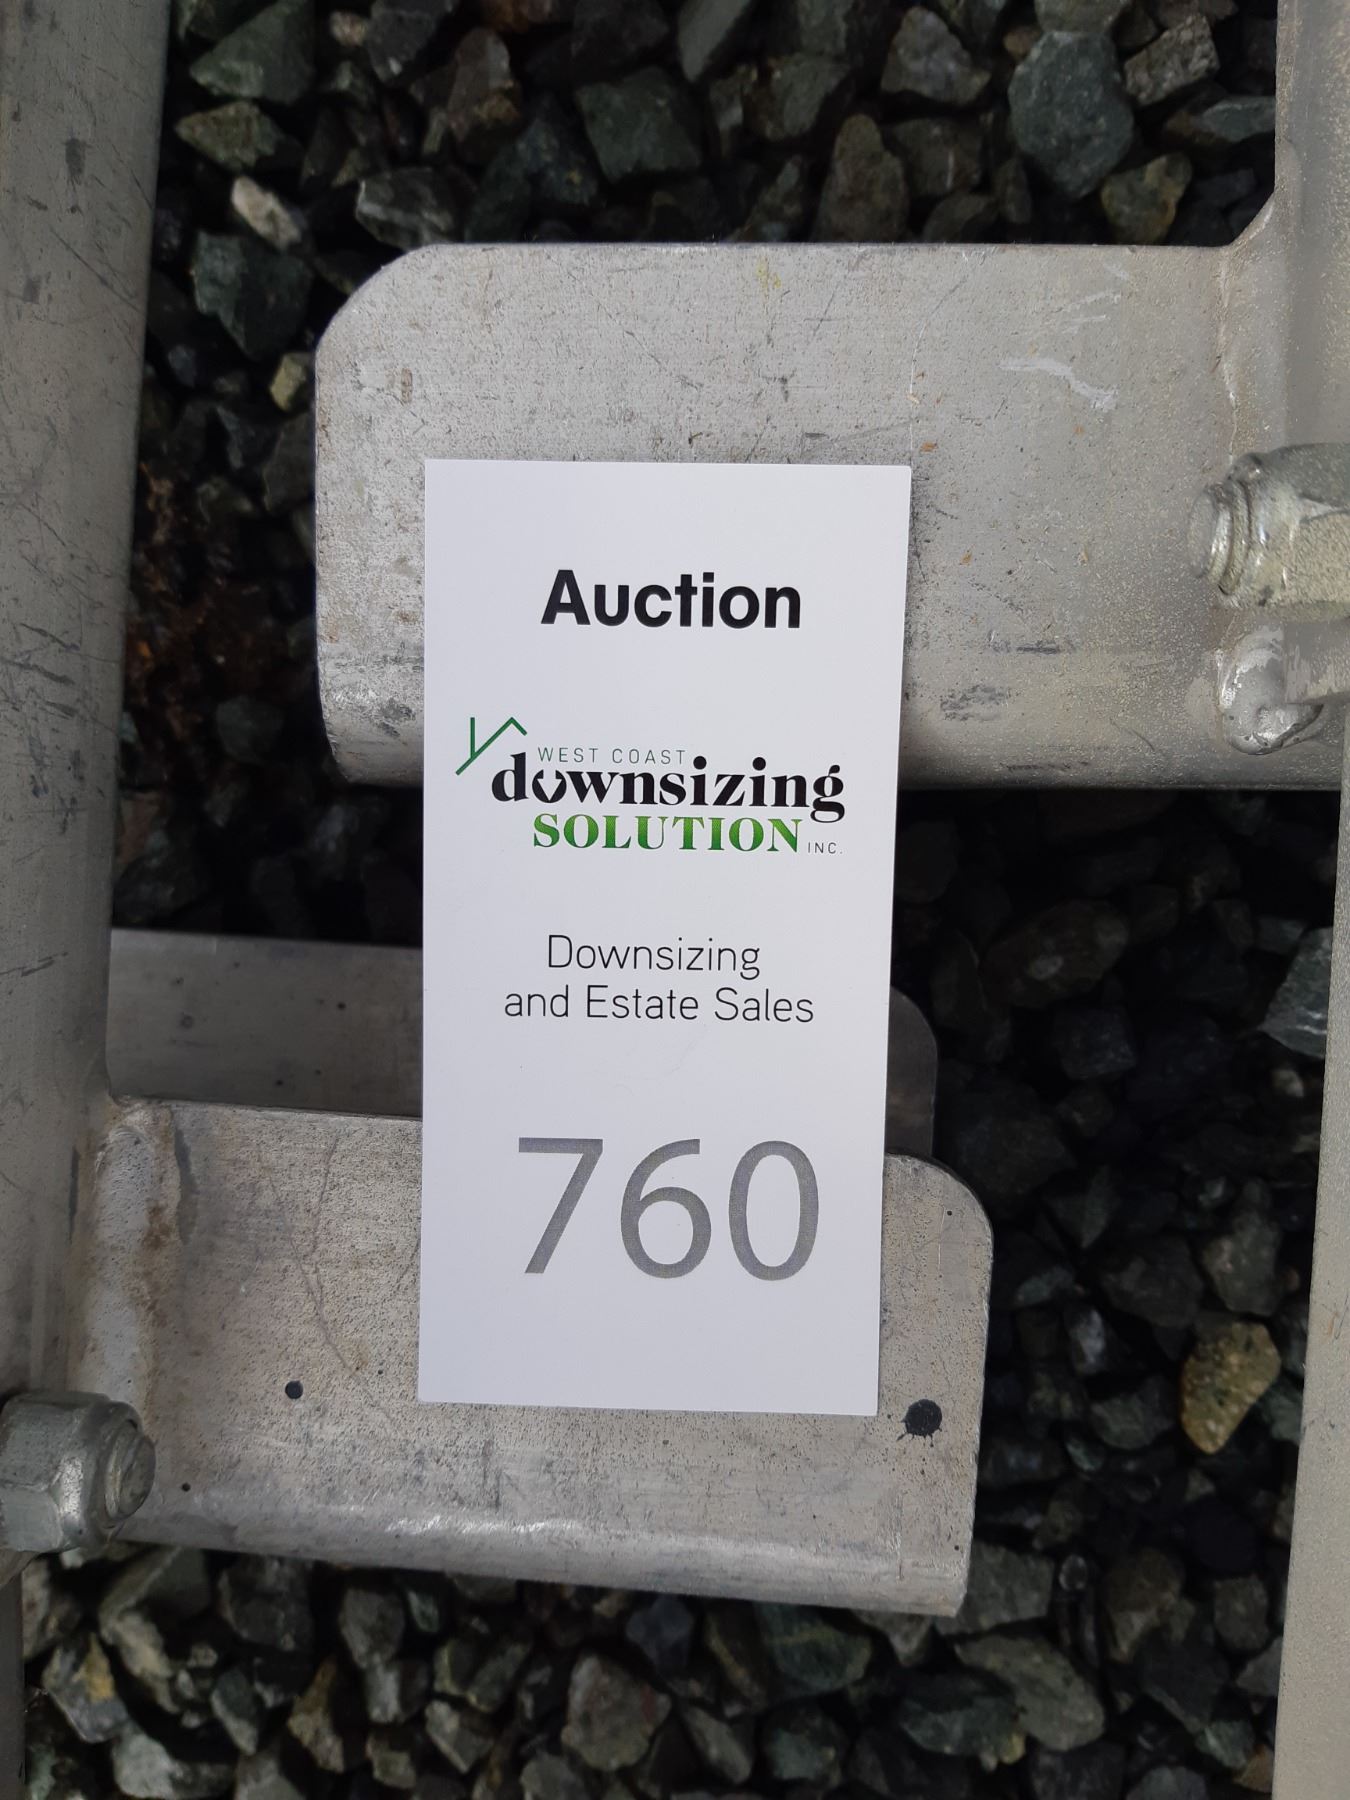 Auction
WEST COAST
downsizing
SOLUTION INC.
Downsizing
and Estate Sales
760